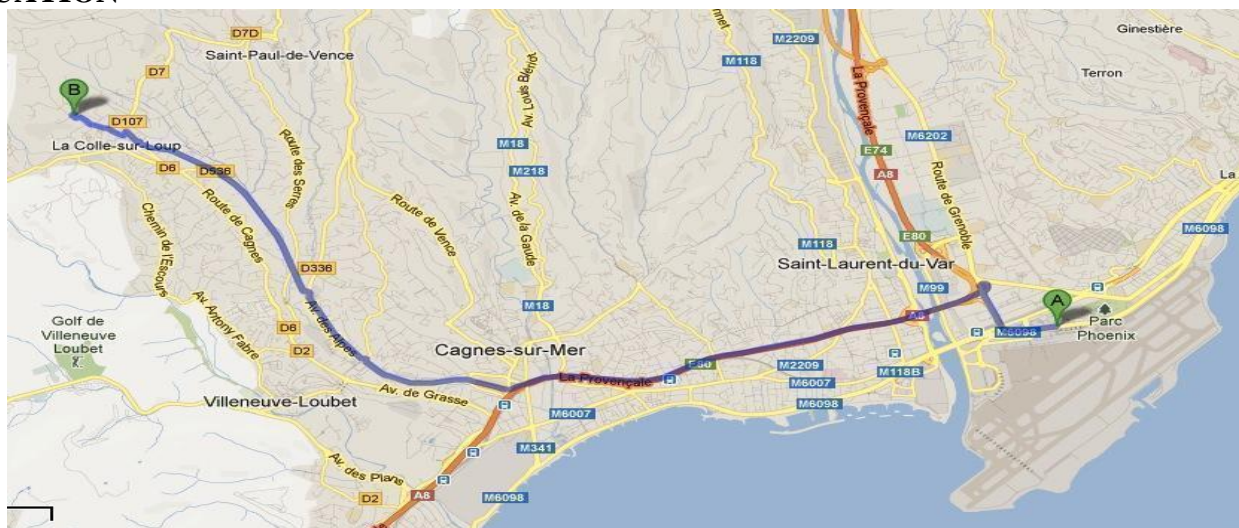 D7D
Saint-Paul-de-Vence
M2209
M118
Ginestière
Terron
D7
B
D107
La Colle-sur-Loup
D6
D536
Route des Serres
Route de Cagnes
Chemin de l'Escours
Route de Vence
M18
M218
Av. de la Gaude
La Provençale
M6202
E74
A8
Route de Grenoble
La
E80
M6098
M118
Saint-Laurent-du-Var
M99
D336
Av. des Alpes
M18
A8
A
M6098
Parc
Phoenix
Golf de
Villeneuve
Loubet
Av. Antony Fabre
D6
D2
Cagnes-sur-Mer
E80
La Provençale
M2209
M118B
M6007
M6098
Av. de Grasse
Villeneuve-Loubet
M6007
M341
Av. des Plans
D2
A8
M6098